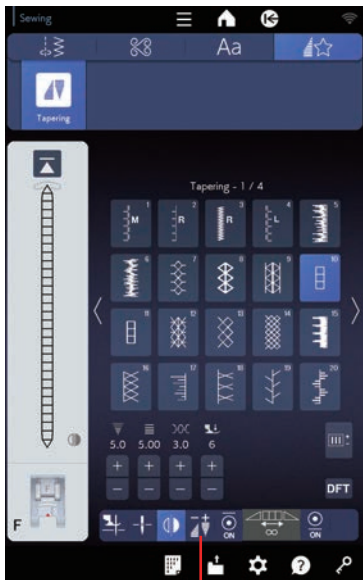 Sewing
Aa
Tapering
Tapering - 1 / 4
1 2 3 4 5
M R R L
6 7 8 9 10
11 12 13 14 15
16 17 18 19 20
5.0 5.00 3.0 6
+ + + +
− − − −
DFT
F
ON ∞ ON
?